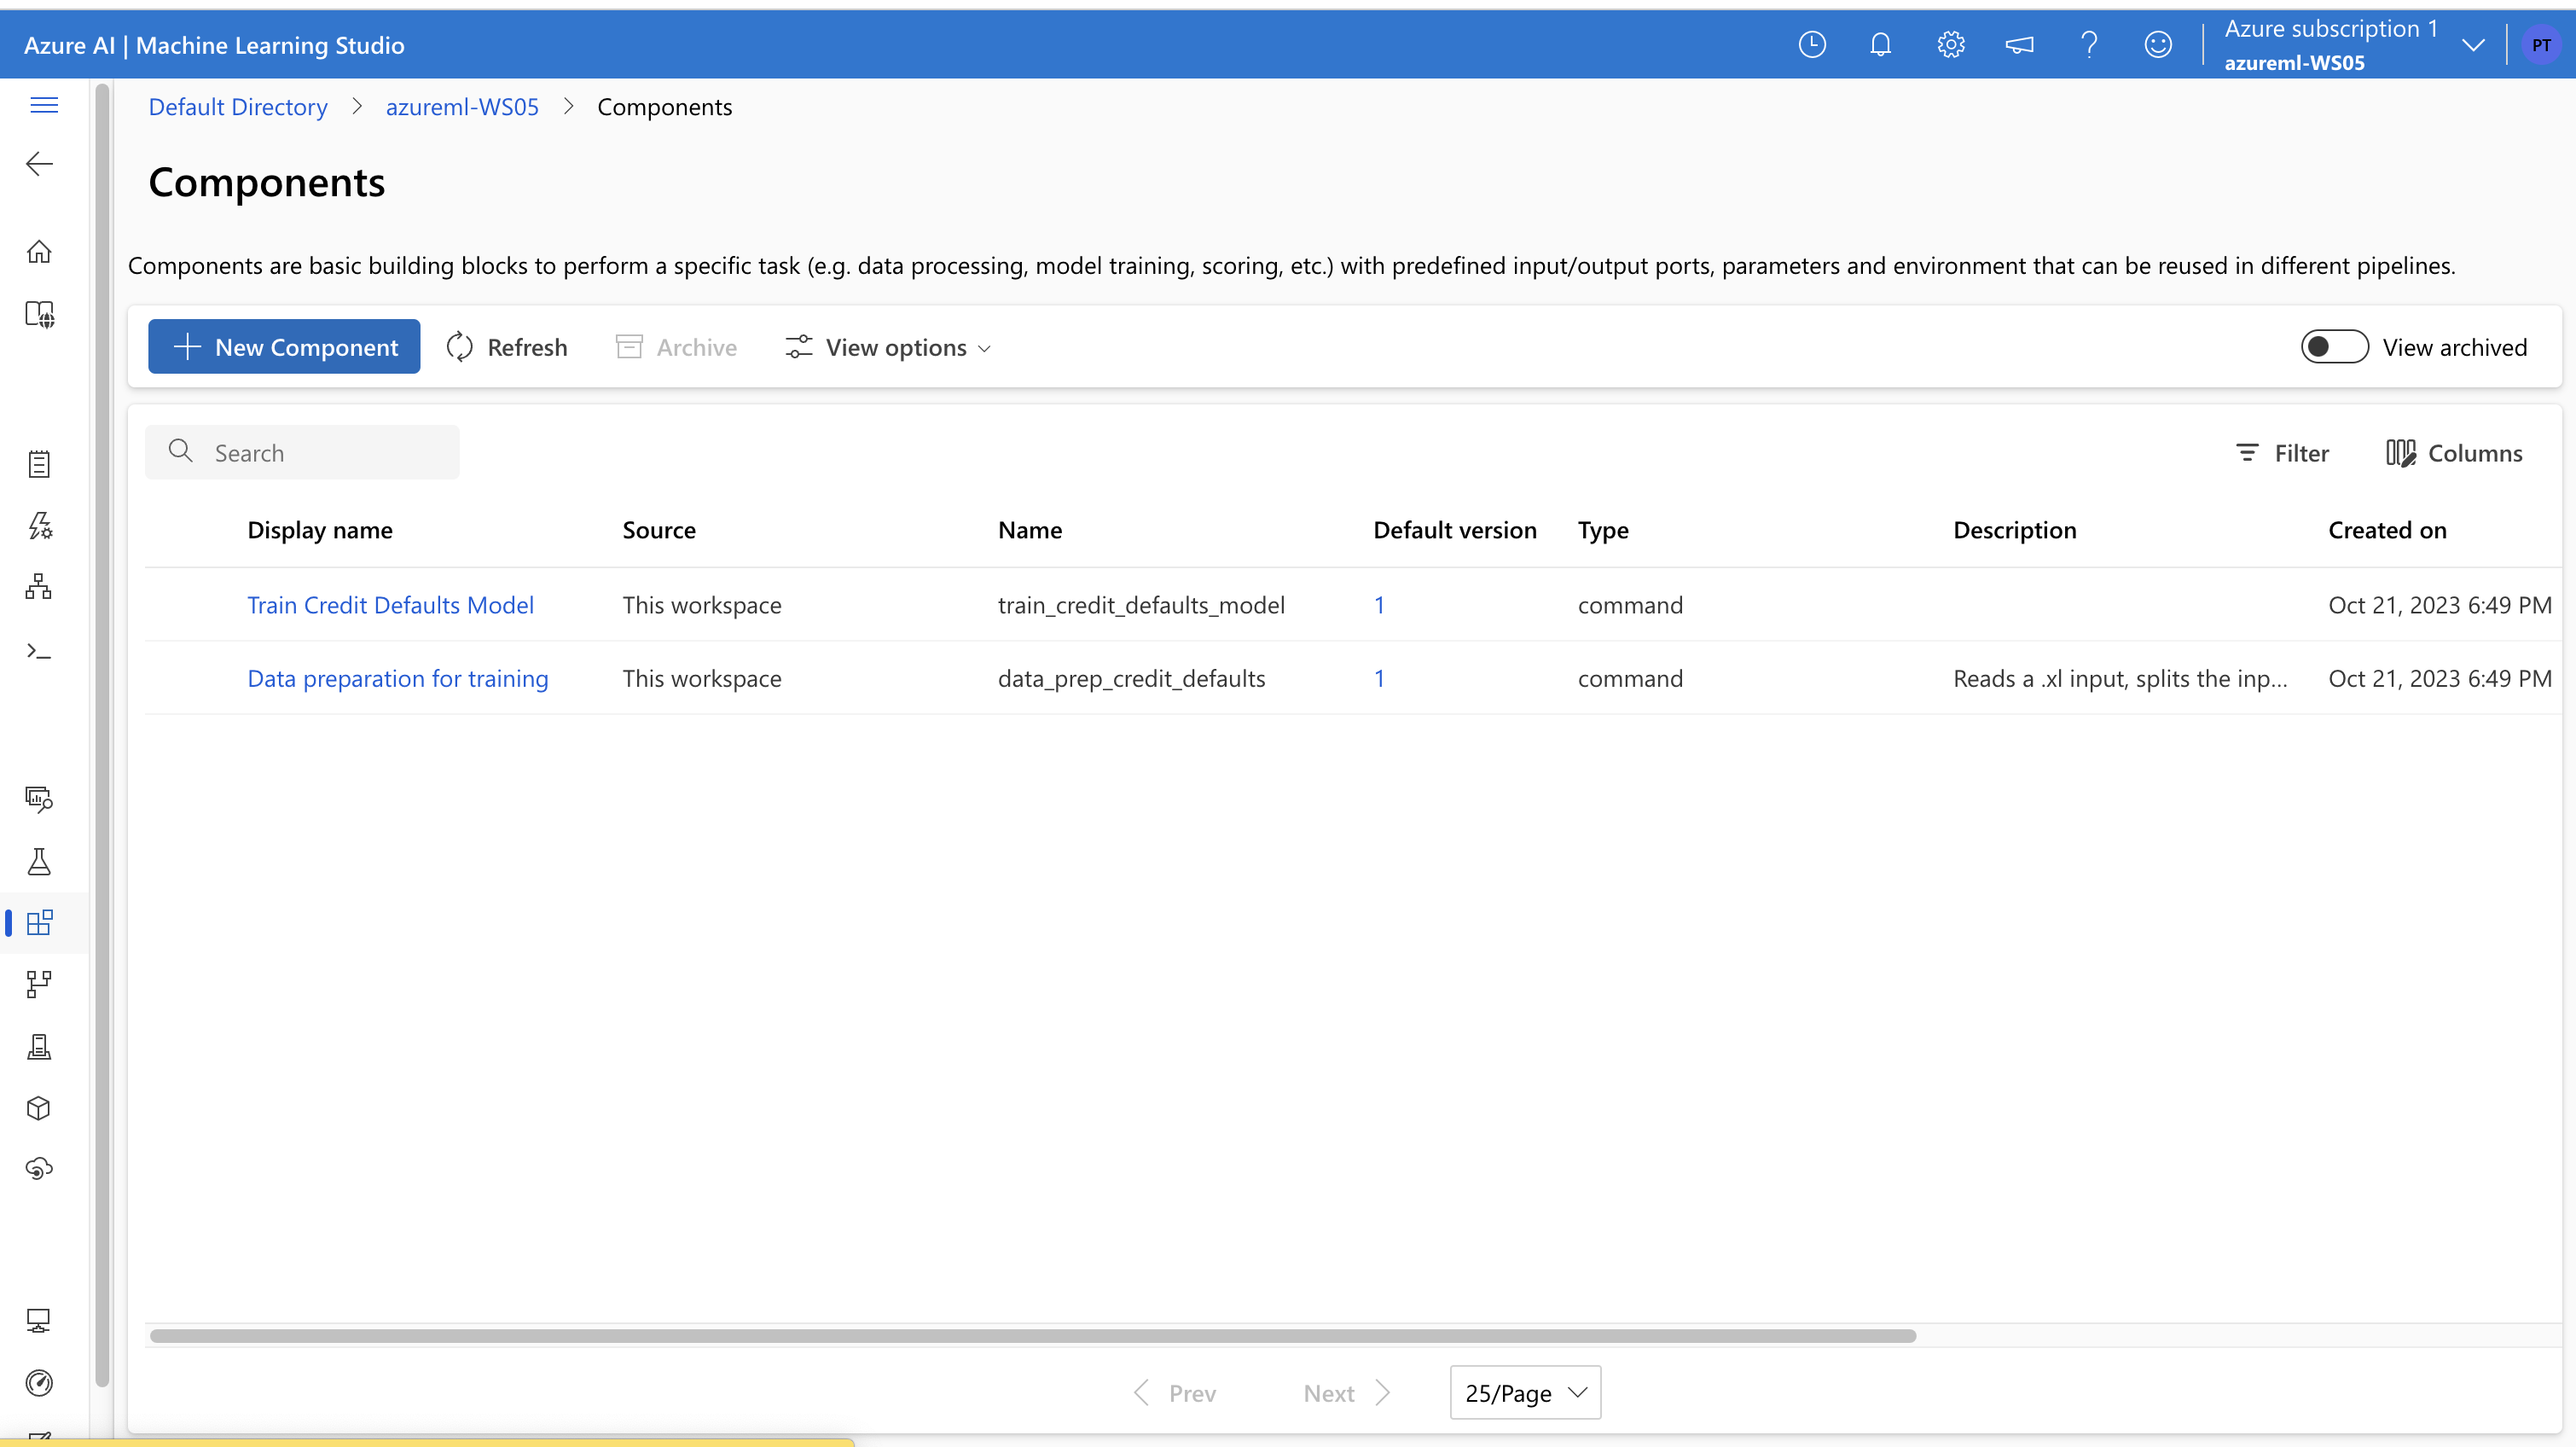 Azure AI | Machine Learning Studio
Azure subscription 1
azureml-WS05
PT
Default Directory > azureml-WS05 > Components
Components
Components are basic building blocks to perform a specific task (e.g. data processing, model training, scoring, etc.) with predefined input/output ports, parameters and environment that can be reused in different pipelines.
New Component Refresh Archive View options View archived
Search Filter Columns
Display name Source Name Default version Type Description Created on
Train Credit Defaults Model This workspace train_credit_defaults_model 1 command Oct 21, 2023 6:49 PM
Data preparation for training This workspace data_prep_credit_defaults 1 command Reads a .xl input, splits the inp... Oct 21, 2023 6:49 PM
Prev Next 25/Page